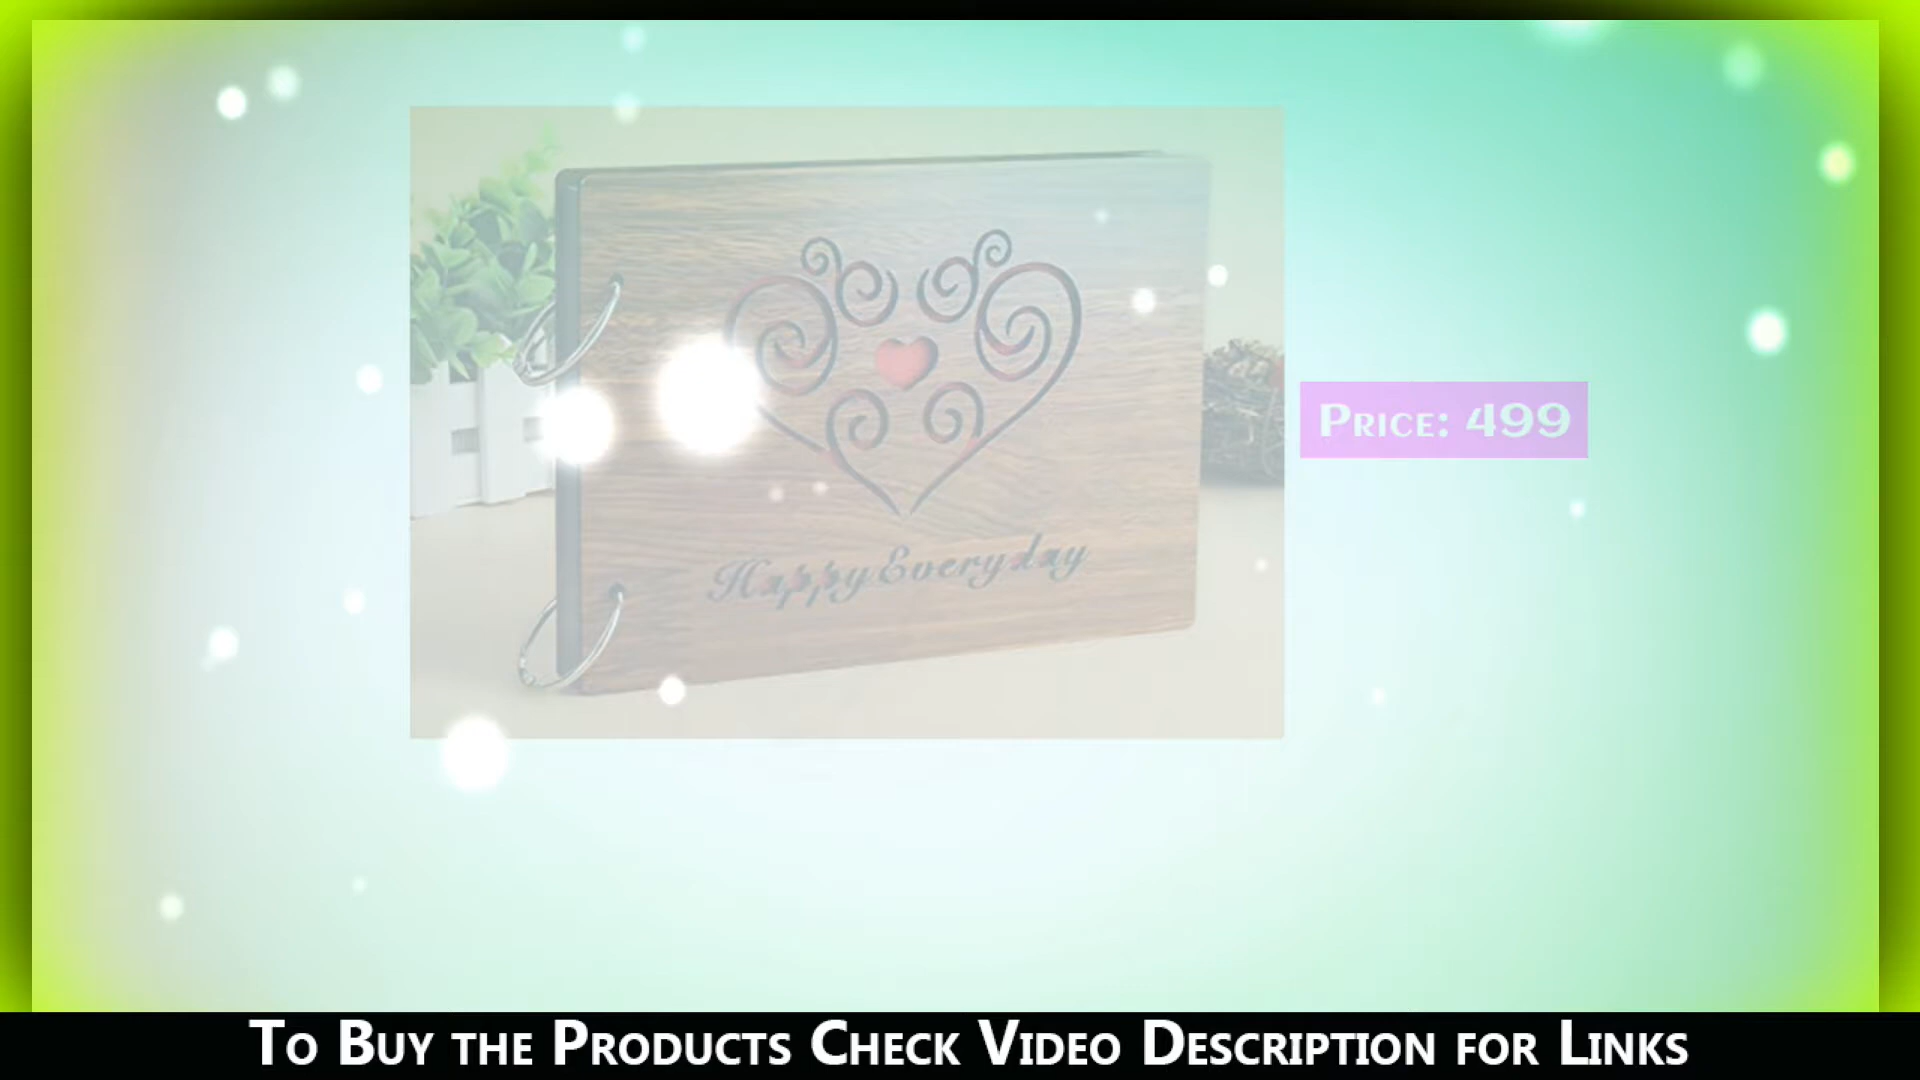 Price: 499
Happy Everyday
To Buy the Products Check Video Description for Links